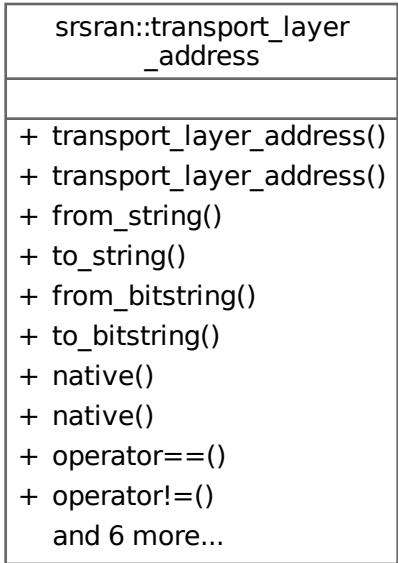 srsran::transport_layer
_address
+ transport_layer_address()
+ transport_layer_address()
+ from_string()
+ to_string()
+ from_bitstring()
+ to_bitstring()
+ native()
+ native()
+ operator==()
+ operator!=()
and 6 more...